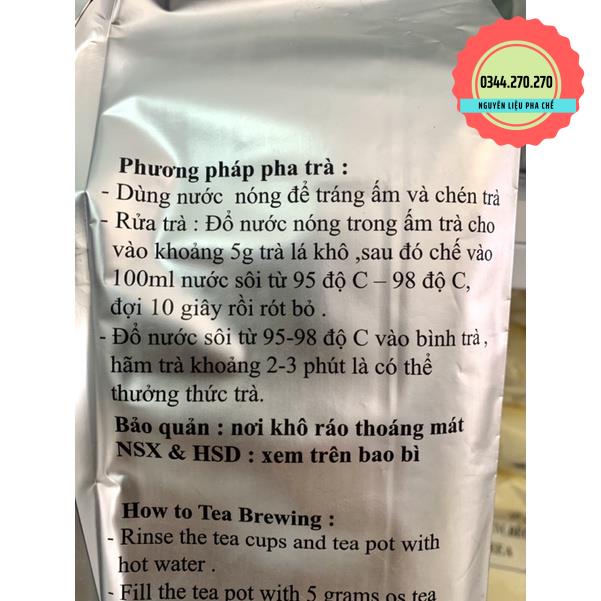 0344.270.270
NGUYÊN LIỆU PHA CHẾ
Phương pháp pha trà :
- Dùng nước nóng để tráng ấm và chén trà
- Rửa trà : Đổ nước nóng trong ấm trà cho
vào khoảng 5g trà lá khô ,sau đó chế vào
100ml nước sôi từ 95 độ C – 98 độ C,
đợi 10 giây rồi rót bỏ .
- Đổ nước sôi từ 95-98 độ C vào bình trà ,
hãm trà khoảng 2-3 phút là có thể
thưởng thức trà.
Bảo quản : nơi khô ráo thoáng mát
NSX & HSD : xem trên bao bì
How to Tea Brewing :
- Rinse the tea cups and tea pot with
hot water .
- Fill the tea pot with 5 grams os tea